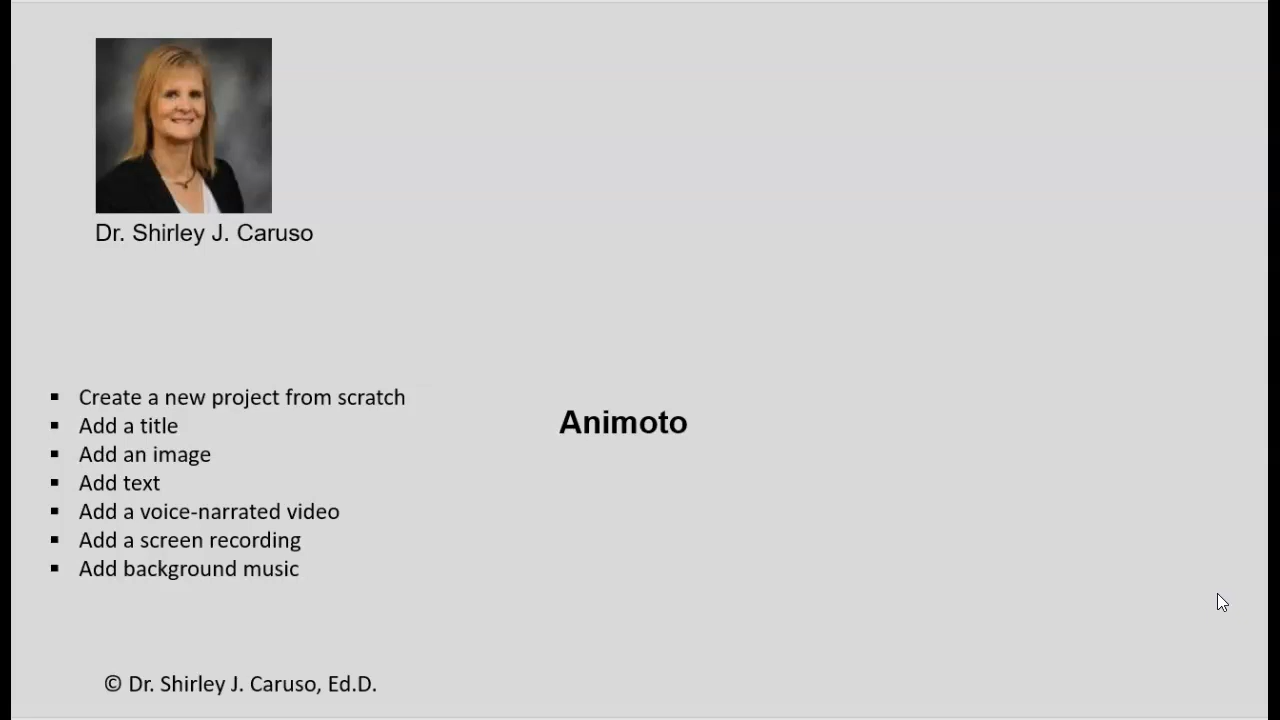 Dr. Shirley J. Caruso
▪ Create a new project from scratch
▪ Add a title
▪ Add an image
▪ Add text
▪ Add a voice-narrated video
▪ Add a screen recording
▪ Add background music
Animoto
© Dr. Shirley J. Caruso, Ed.D.